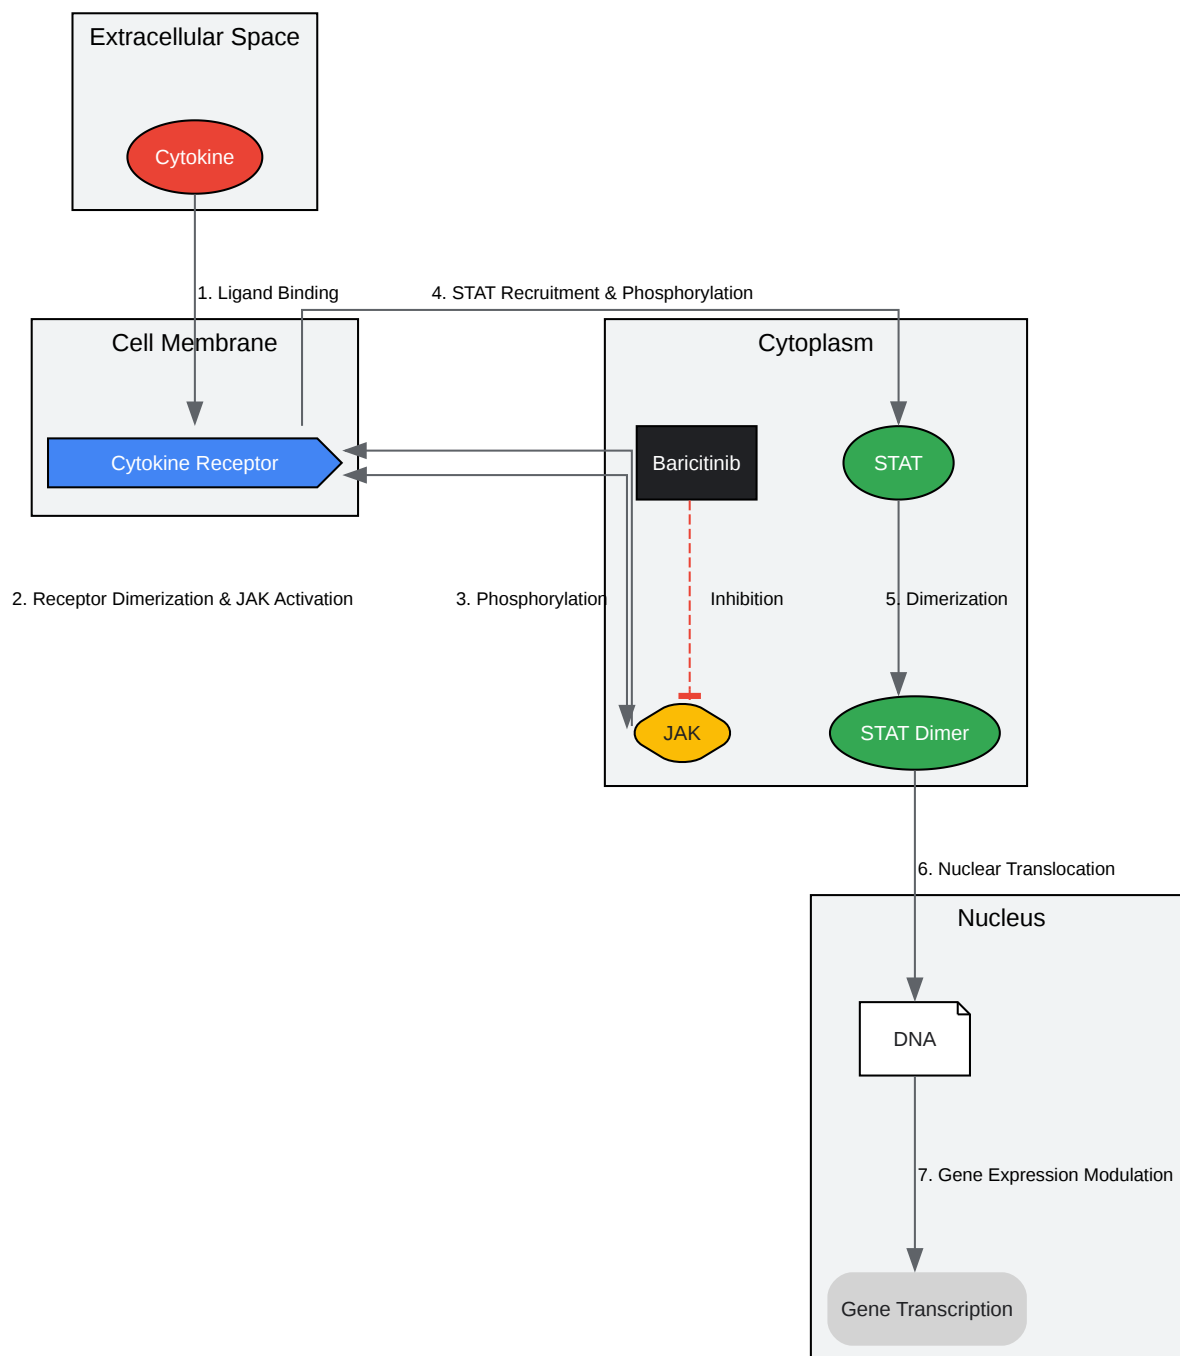 Extracellular Space
Cytokine
1. Ligand Binding
4. STAT Recruitment & Phosphorylation
Cell Membrane
Cytoplasm
Cytokine Receptor
Baricitinib
STAT
2. Receptor Dimerization & JAK Activation
3. Phosphorylation
Inhibition
5. Dimerization
JAK
STAT Dimer
6. Nuclear Translocation
Nucleus
DNA
7. Gene Expression Modulation
Gene Transcription